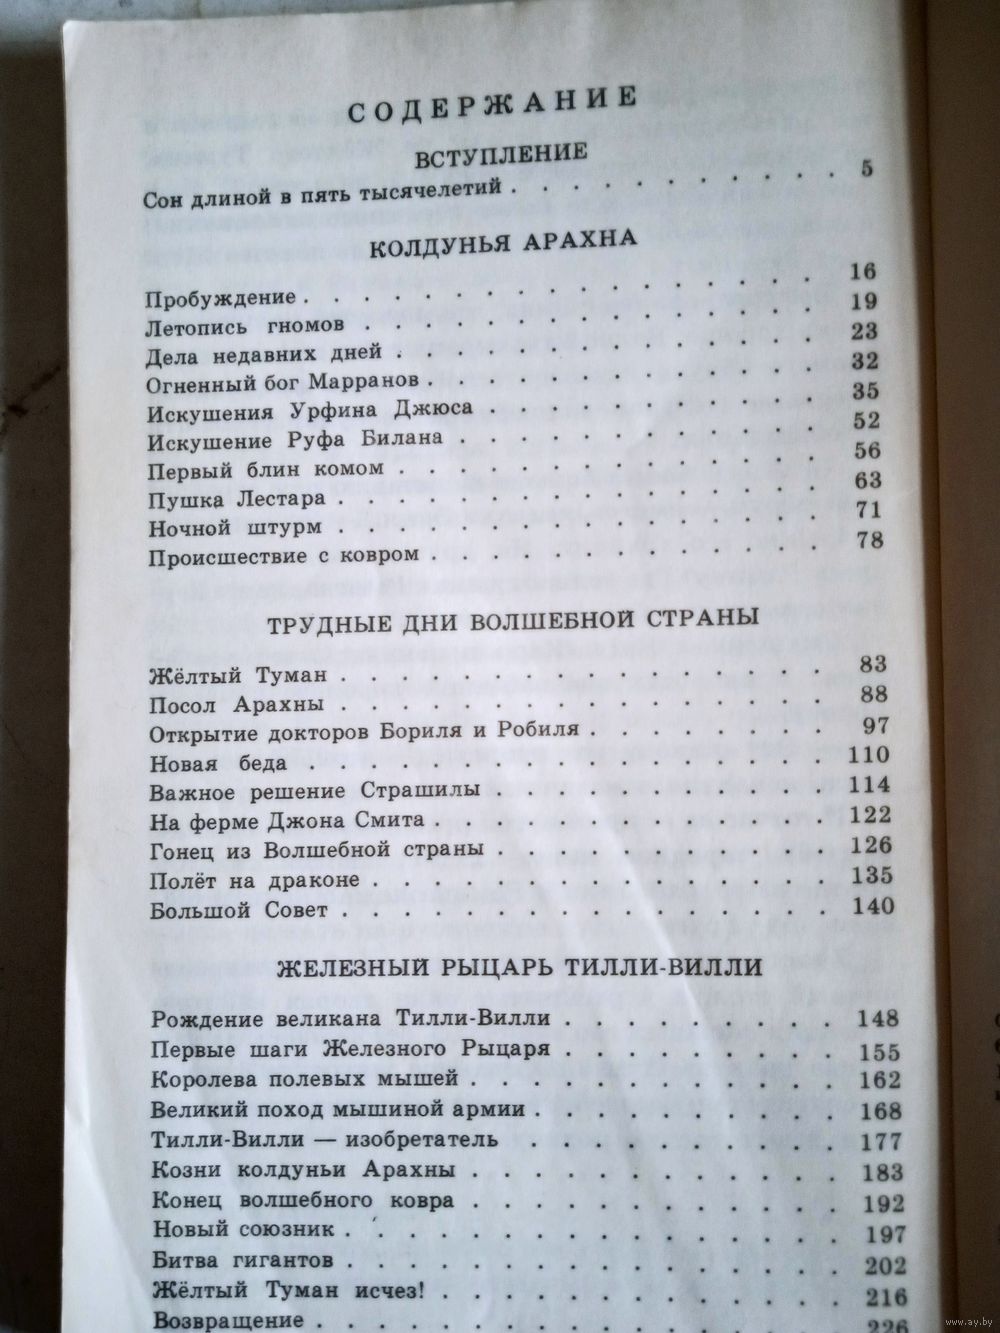 СОДЕРЖАНИЕ
ВСТУПЛЕНИЕ
Сон длиной в пять тысячелетий . . . . . . . . . . . . 5
КОЛДУНЬЯ АРАХНА
Пробуждение . . . . . . . . . . . . . . . . . . 16
Летопись гномов . . . . . . . . . . . . . . . . 19
Дела недавних дней . . . . . . . . . . . . . . . 23
Огненный бог Марранов . . . . . . . . . . . . . . 32
Искушения Урфина Джюса . . . . . . . . . . . . 35
Искушение Руфа Билана . . . . . . . . . . . . . 52
Первый блин комом . . . . . . . . . . . . . . . 56
Пушка Лестара . . . . . . . . . . . . . . . . . 63
Ночной штурм . . . . . . . . . . . . . . . . . 71
Происшествие с ковром . . . . . . . . . . . . . . 78
ТРУДНЫЕ ДНИ ВОЛШЕБНОЙ СТРАНЫ
Жёлтый Туман . . . . . . . . . . . . . . . . . 83
Посол Арахны . . . . . . . . . . . . . . . . . 88
Открытие докторов Бориля и Робиля . . . . . . . . 97
Новая беда . . . . . . . . . . . . . . . . . . 110
Важное решение Страшилы . . . . . . . . . . . . 114
На ферме Джона Смита . . . . . . . . . . . . . . 122
Гонец из Волшебной страны . . . . . . . . . . . . 126
Полёт на драконе . . . . . . . . . . . . . . . . 135
Большой Совет . . . . . . . . . . . . . . . . . 140
ЖЕЛЕЗНЫЙ РЫЦАРЬ ТИЛЛИ-ВИЛЛИ
Рождение великана Тилли-Вилли . . . . . . . . . . 148
Первые шаги Железного Рыцаря . . . . . . . . . . 155
Королева полевых мышей . . . . . . . . . . . . . 162
Великий поход мышиной армии . . . . . . . . . . . 168
Тилли-Вилли — изобретатель . . . . . . . . . . . 177
Козни колдуньи Арахны . . . . . . . . . . . . . . 183
Конец волшебного ковра . . . . . . . . . . . . . 192
Новый союзник . . . . . . . . . . . . . . . . . 197
Битва гигантов . . . . . . . . . . . . . . . . . 202
Жёлтый Туман исчез! . . . . . . . . . . . . . . . 216
Возвращение . . . . . . . . . . . . . . . . . . 226
www.ay.by